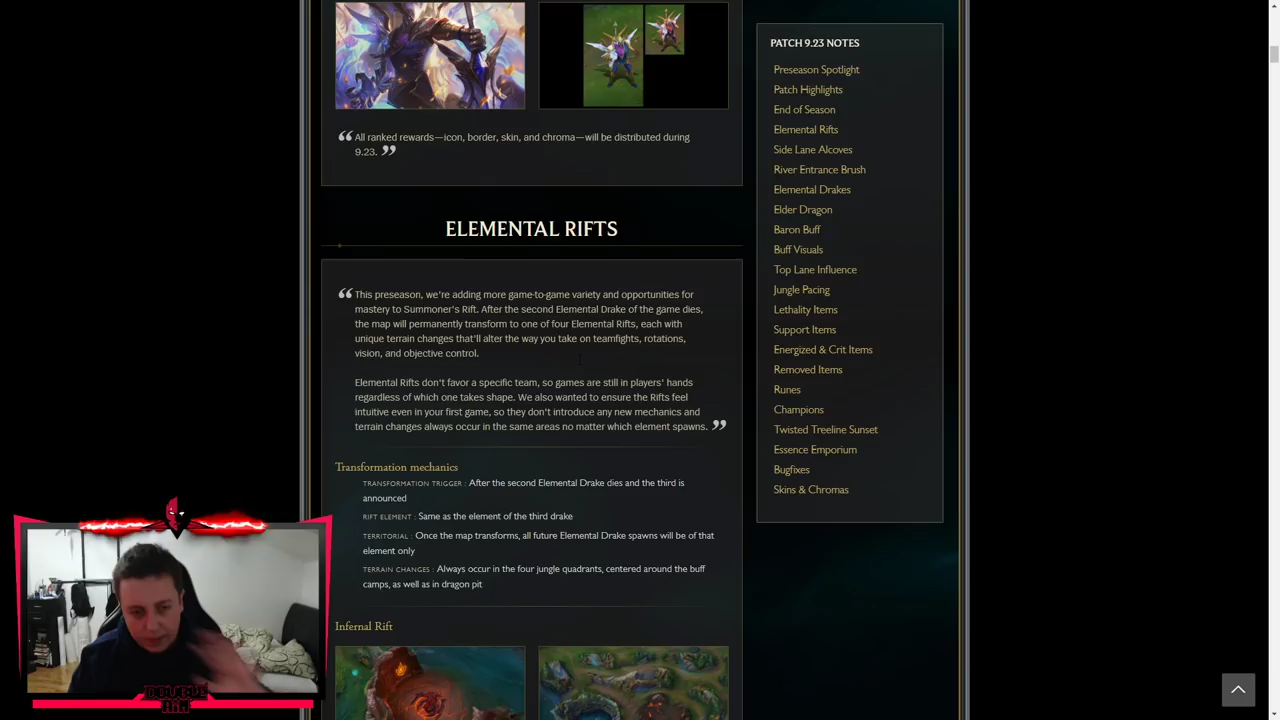 All ranked rewards—icon, border, skin, and chroma—will be distributed during
9.23.
ELEMENTAL RIFTS
This preseason, we're adding more game-to-game variety and opportunities for
mastery to Summoner's Rift. After the second Elemental Drake of the game dies,
the map will permanently transform to one of four Elemental Rifts, each with
unique terrain changes that'll alter the way you take on teamfights, rotations,
vision, and objective control.
Elemental Rifts don't favor a specific team, so games are still in players' hands
regardless of which one takes shape. We also wanted to ensure the Rifts feel
intuitive even in your first game, so they don't introduce any new mechanics and
terrain changes always occur in the same areas no matter which element spawns.
Transformation mechanics
TRANSFORMATION TRIGGER : After the second Elemental Drake dies and the third is
announced
RIFT ELEMENT : Same as the element of the third drake
TERRITORIAL : Once the map transforms, all future Elemental Drake spawns will be of that
element only
TERRAIN CHANGES : Always occur in the four jungle quadrants, centered around the buff
camps, as well as in dragon pit
Infernal Rift
PATCH 9.23 NOTES
Preseason Spotlight
Patch Highlights
End of Season
Elemental Rifts
Side Lane Alcoves
River Entrance Brush
Elemental Drakes
Elder Dragon
Baron Buff
Buff Visuals
Top Lane Influence
Jungle Pacing
Lethality Items
Support Items
Energized & Crit Items
Removed Items
Runes
Champions
Twisted Treeline Sunset
Essence Emporium
Bugfixes
Skins & Chromas
DOUBLE
AIM